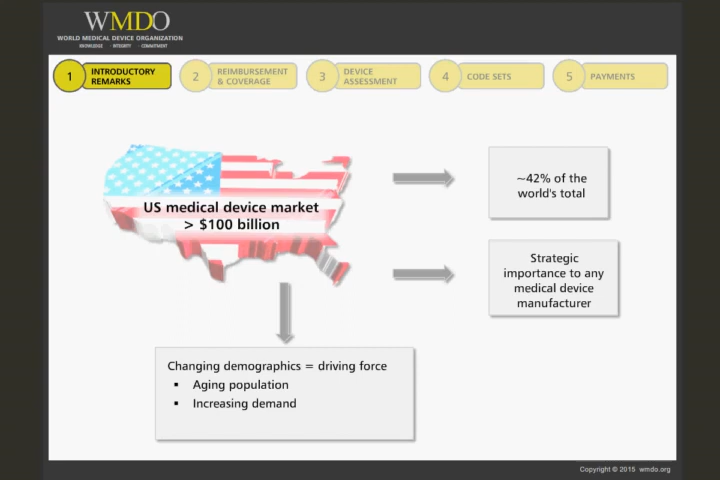 WMDO
WORLD MEDICAL DEVICE ORGANIZATION
KNOWLEDGE · INTEGRITY · COMMITMENT
1 INTRODUCTORY
REMARKS
2 REIMBURSEMENT
& COVERAGE
3 DEVICE
ASSESSMENT
4 CODE SETS
5 PAYMENTS
US medical device market
> $100 billion
~42% of the
world's total
Strategic
importance to any
medical device
manufacturer
Changing demographics = driving force
▪ Aging population
▪ Increasing demand
Copyright © 2015 wmdo.org